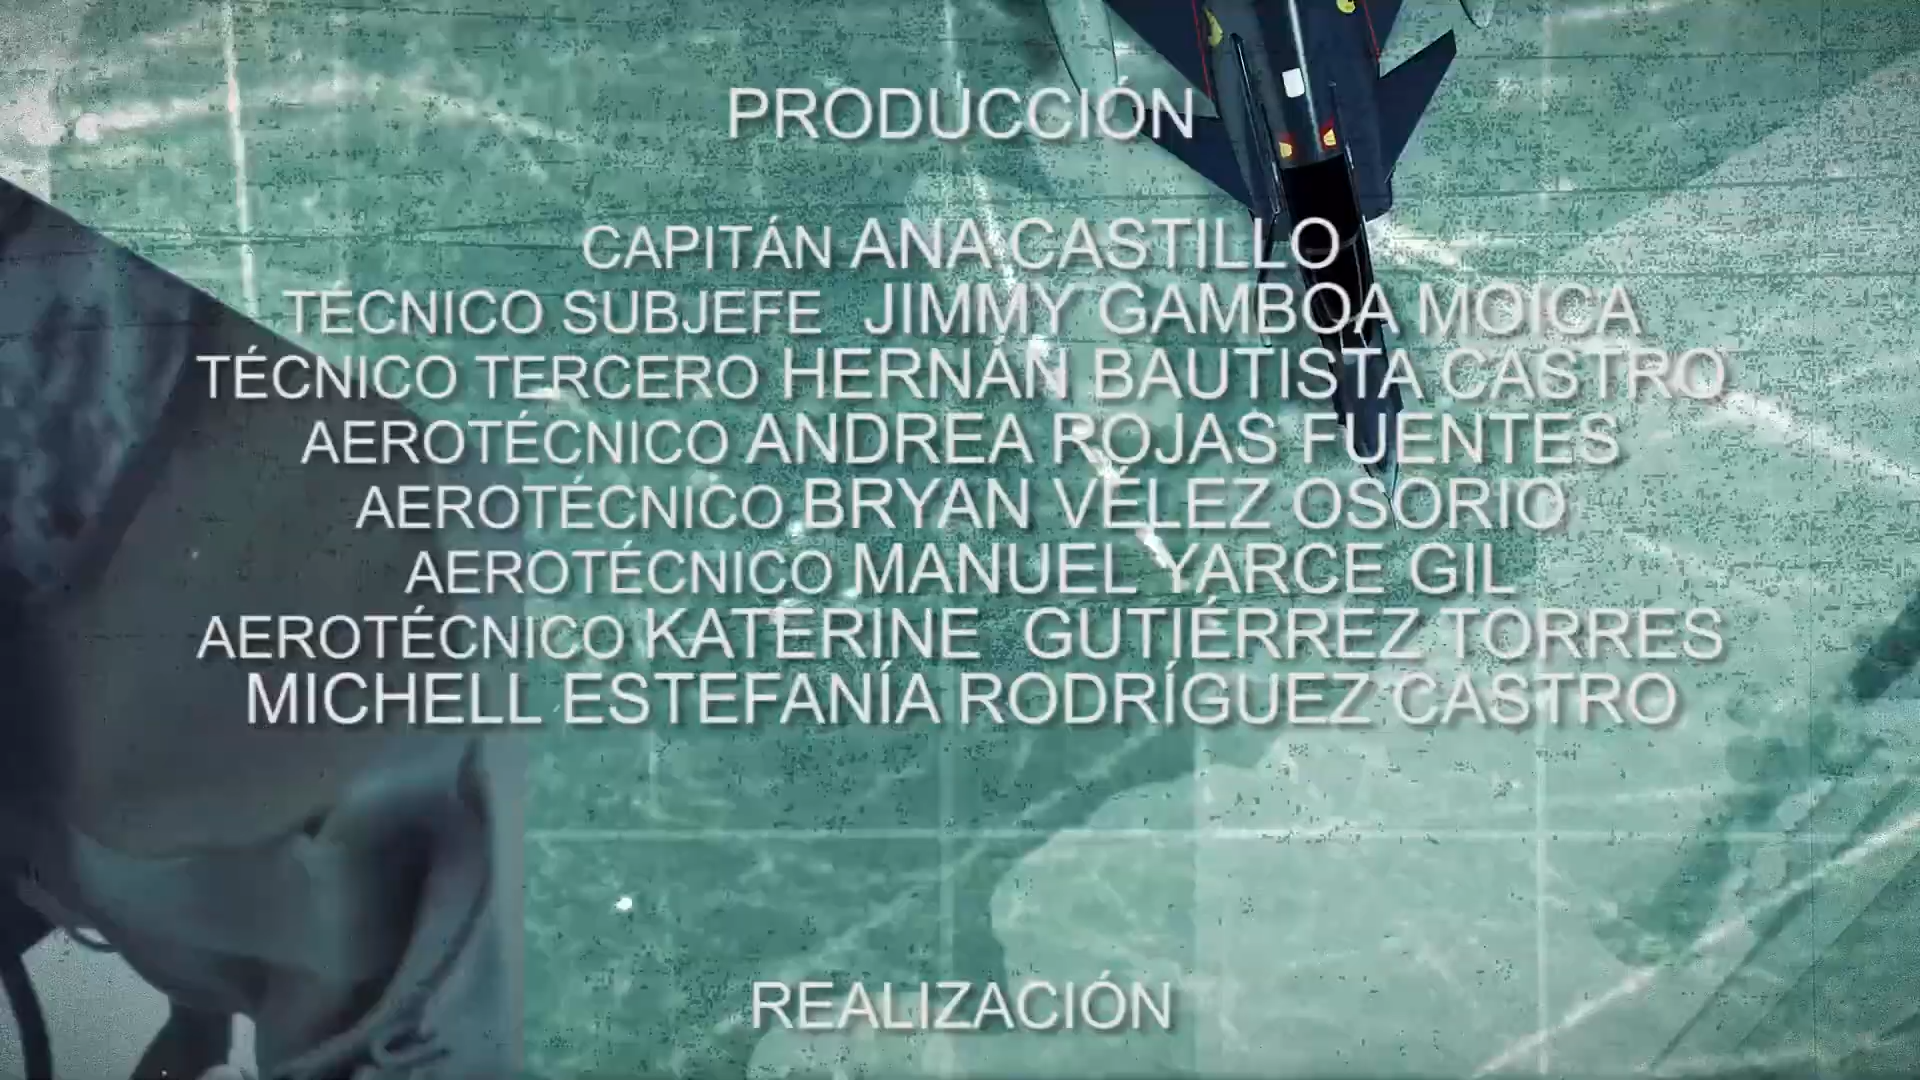 PRODUCCIÓN
CAPITÁN ANA CASTILLO
TÉCNICO SUBJEFE JIMMY GAMBOA MOICA
TÉCNICO TERCERO HERNÁN BAUTISTA CASTRO
AEROTÉCNICO ANDREA ROJAS FUENTES
AEROTÉCNICO BRYAN VÉLEZ OSORIO
AEROTÉCNICO MANUEL YARCE GIL
AEROTÉCNICO KATERINE GUTIÉRREZ TORRES
MICHELL ESTEFANÍA RODRÍGUEZ CASTRO
REALIZACIÓN